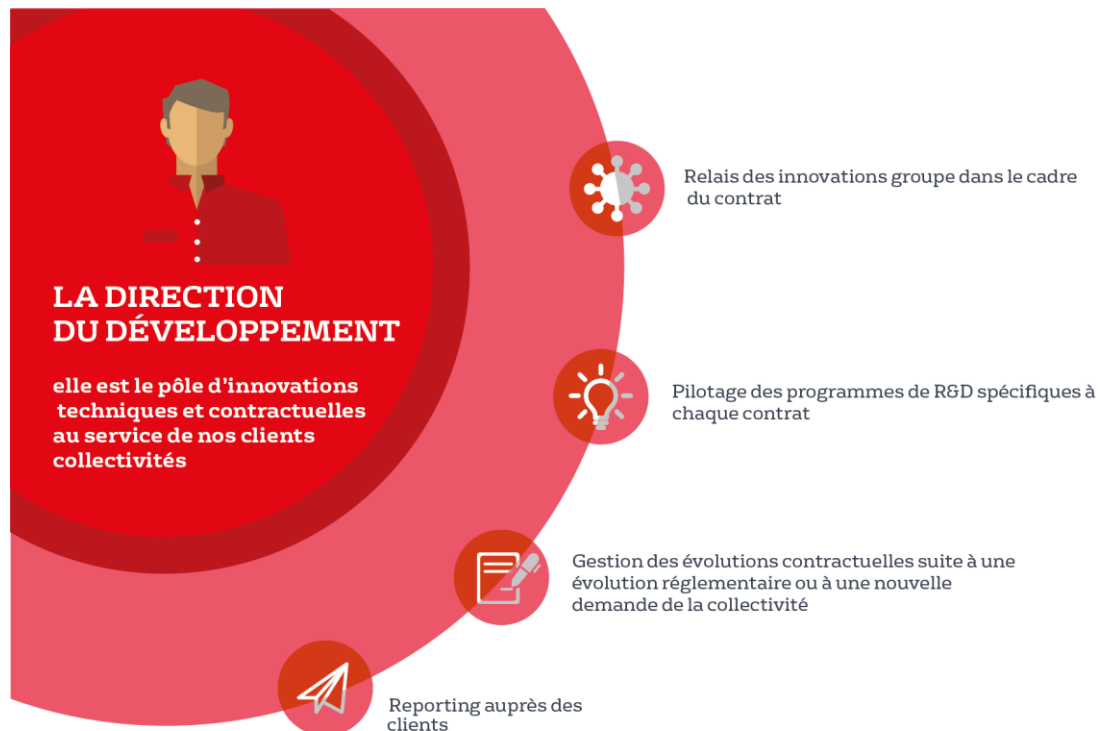 LA DIRECTION
DU DÉVELOPPEMENT
elle est le pôle d'innovations
techniques et contractuelles
au service de nos clients
collectivités
Relais des innovations groupe dans le cadre
du contrat
Pilotage des programmes de R&D spécifiques à
chaque contrat
Gestion des évolutions contractuelles suite à une
évolution réglementaire ou à une nouvelle
demande de la collectivité
Reporting auprès des
clients